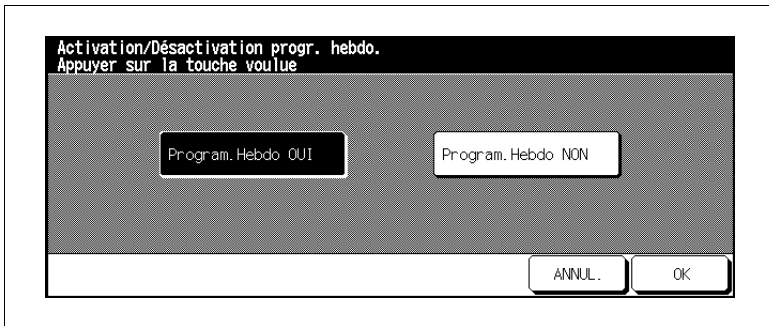 Activation/Désactivation progr. hebdo.
Appuyer sur la touche voulue
Program.Hebdo OUI
Program.Hebdo NON
ANNUL.
OK